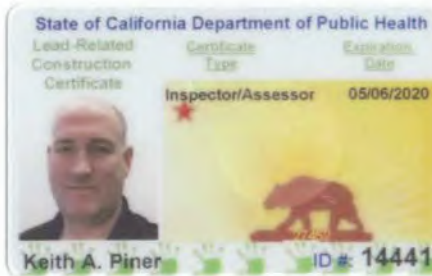 State of California Department of Public Health
Lead-Related
Construction
Certificate
Certificate
Type
Expiration
Date
Inspector/Assessor 05/06/2020
Keith A. Piner ID #: 14441